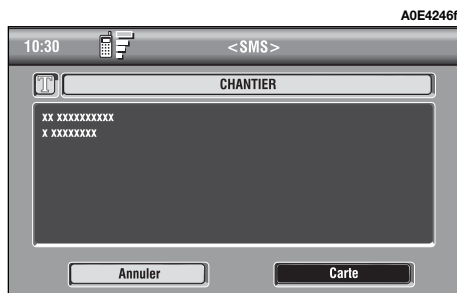 A0E4246f
10:30 <SMS>
T CHANTIER
xx xxxxxxxxxx
x xxxxxxxx
Annuler Carte